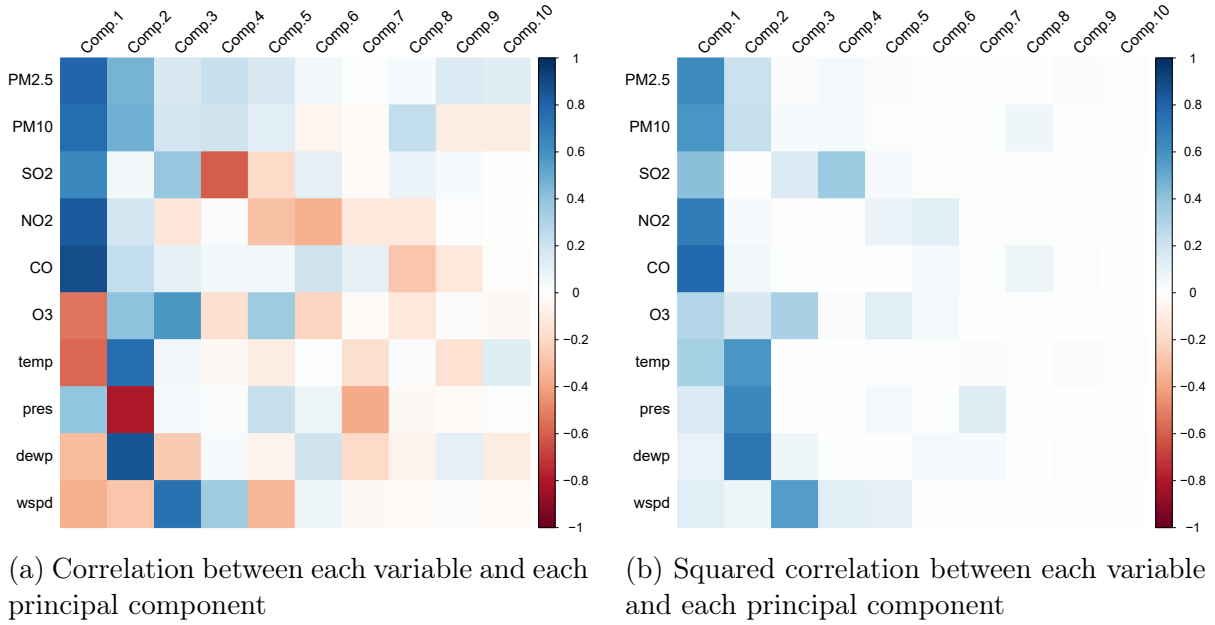 Comp.1 Comp.2 Comp.3 Comp.4 Comp.5 Comp.6 Comp.7 Comp.8 Comp.9 Comp.10
PM2.5
PM10
SO2
NO2
CO
O3
temp
pres
dewp
wspd
1
0.8
0.6
0.4
0.2
0
−0.2
−0.4
−0.6
−0.8
−1
(a) Correlation between each variable and each
principal component
Comp.1 Comp.2 Comp.3 Comp.4 Comp.5 Comp.6 Comp.7 Comp.8 Comp.9 Comp.10
PM2.5
PM10
SO2
NO2
CO
O3
temp
pres
dewp
wspd
1
0.8
0.6
0.4
0.2
0
−0.2
−0.4
−0.6
−0.8
−1
(b) Squared correlation between each variable
and each principal component